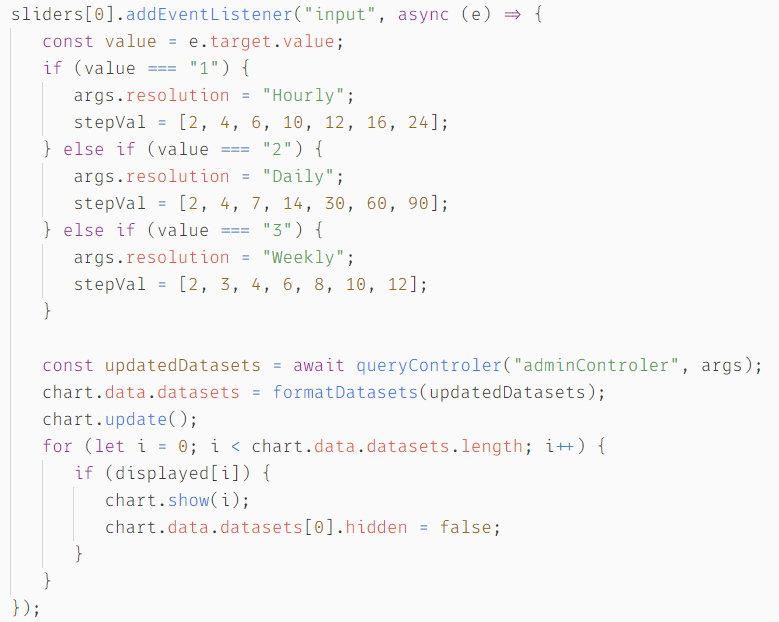 sliders[0].addEventListener("input", async (e) => {
const value = e.target.value;
if (value === "1") {
args.resolution = "Hourly";
stepVal = [2, 4, 6, 10, 12, 16, 24];
} else if (value === "2") {
args.resolution = "Daily";
stepVal = [2, 4, 7, 14, 30, 60, 90];
} else if (value === "3") {
args.resolution = "Weekly";
stepVal = [2, 3, 4, 6, 8, 10, 12];
}
const updatedDatasets = await queryControler("adminControler", args);
chart.data.datasets = formatDatasets(updatedDatasets);
chart.update();
for (let i = 0; i < chart.data.datasets.length; i++) {
if (displayed[i]) {
chart.show(i);
chart.data.datasets[0].hidden = false;
}
}
});